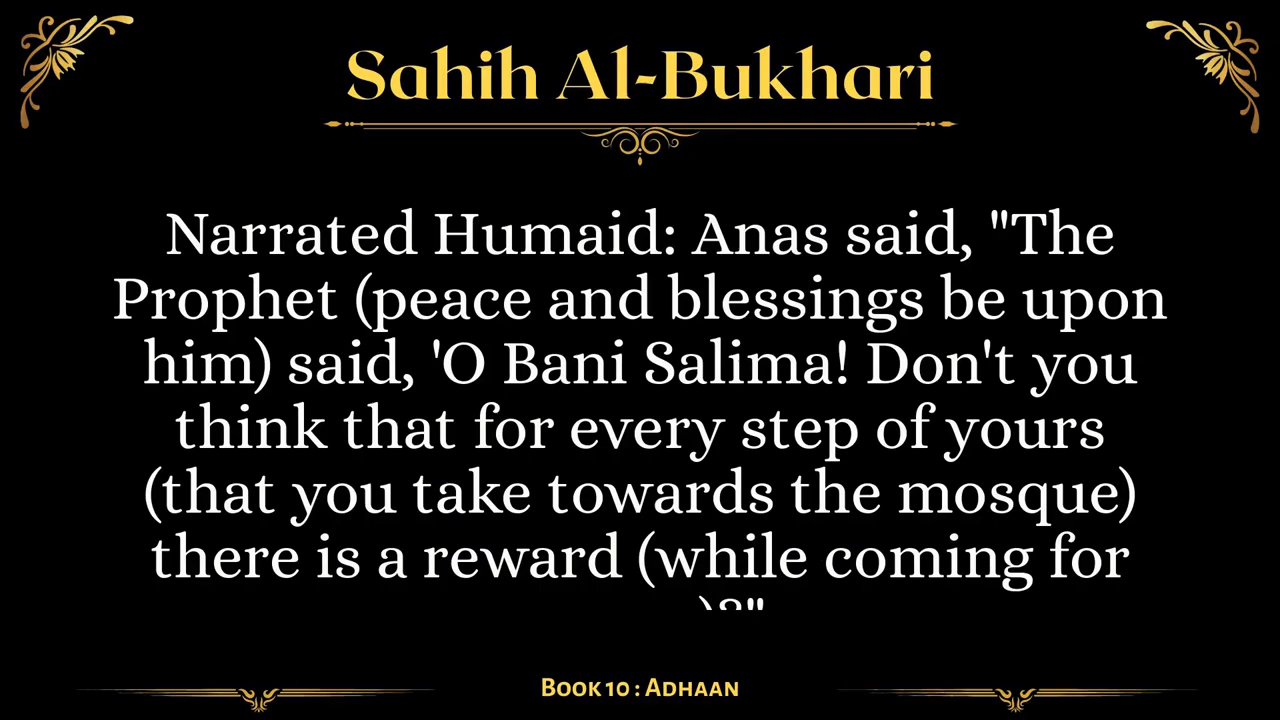 Sahih Al-Bukhari
Narrated Humaid: Anas said, "The
Prophet (peace and blessings be upon
him) said, 'O Bani Salima! Don't you
think that for every step of yours
(that you take towards the mosque)
there is a reward (while coming for
)?"
Book 10 : Adhaan